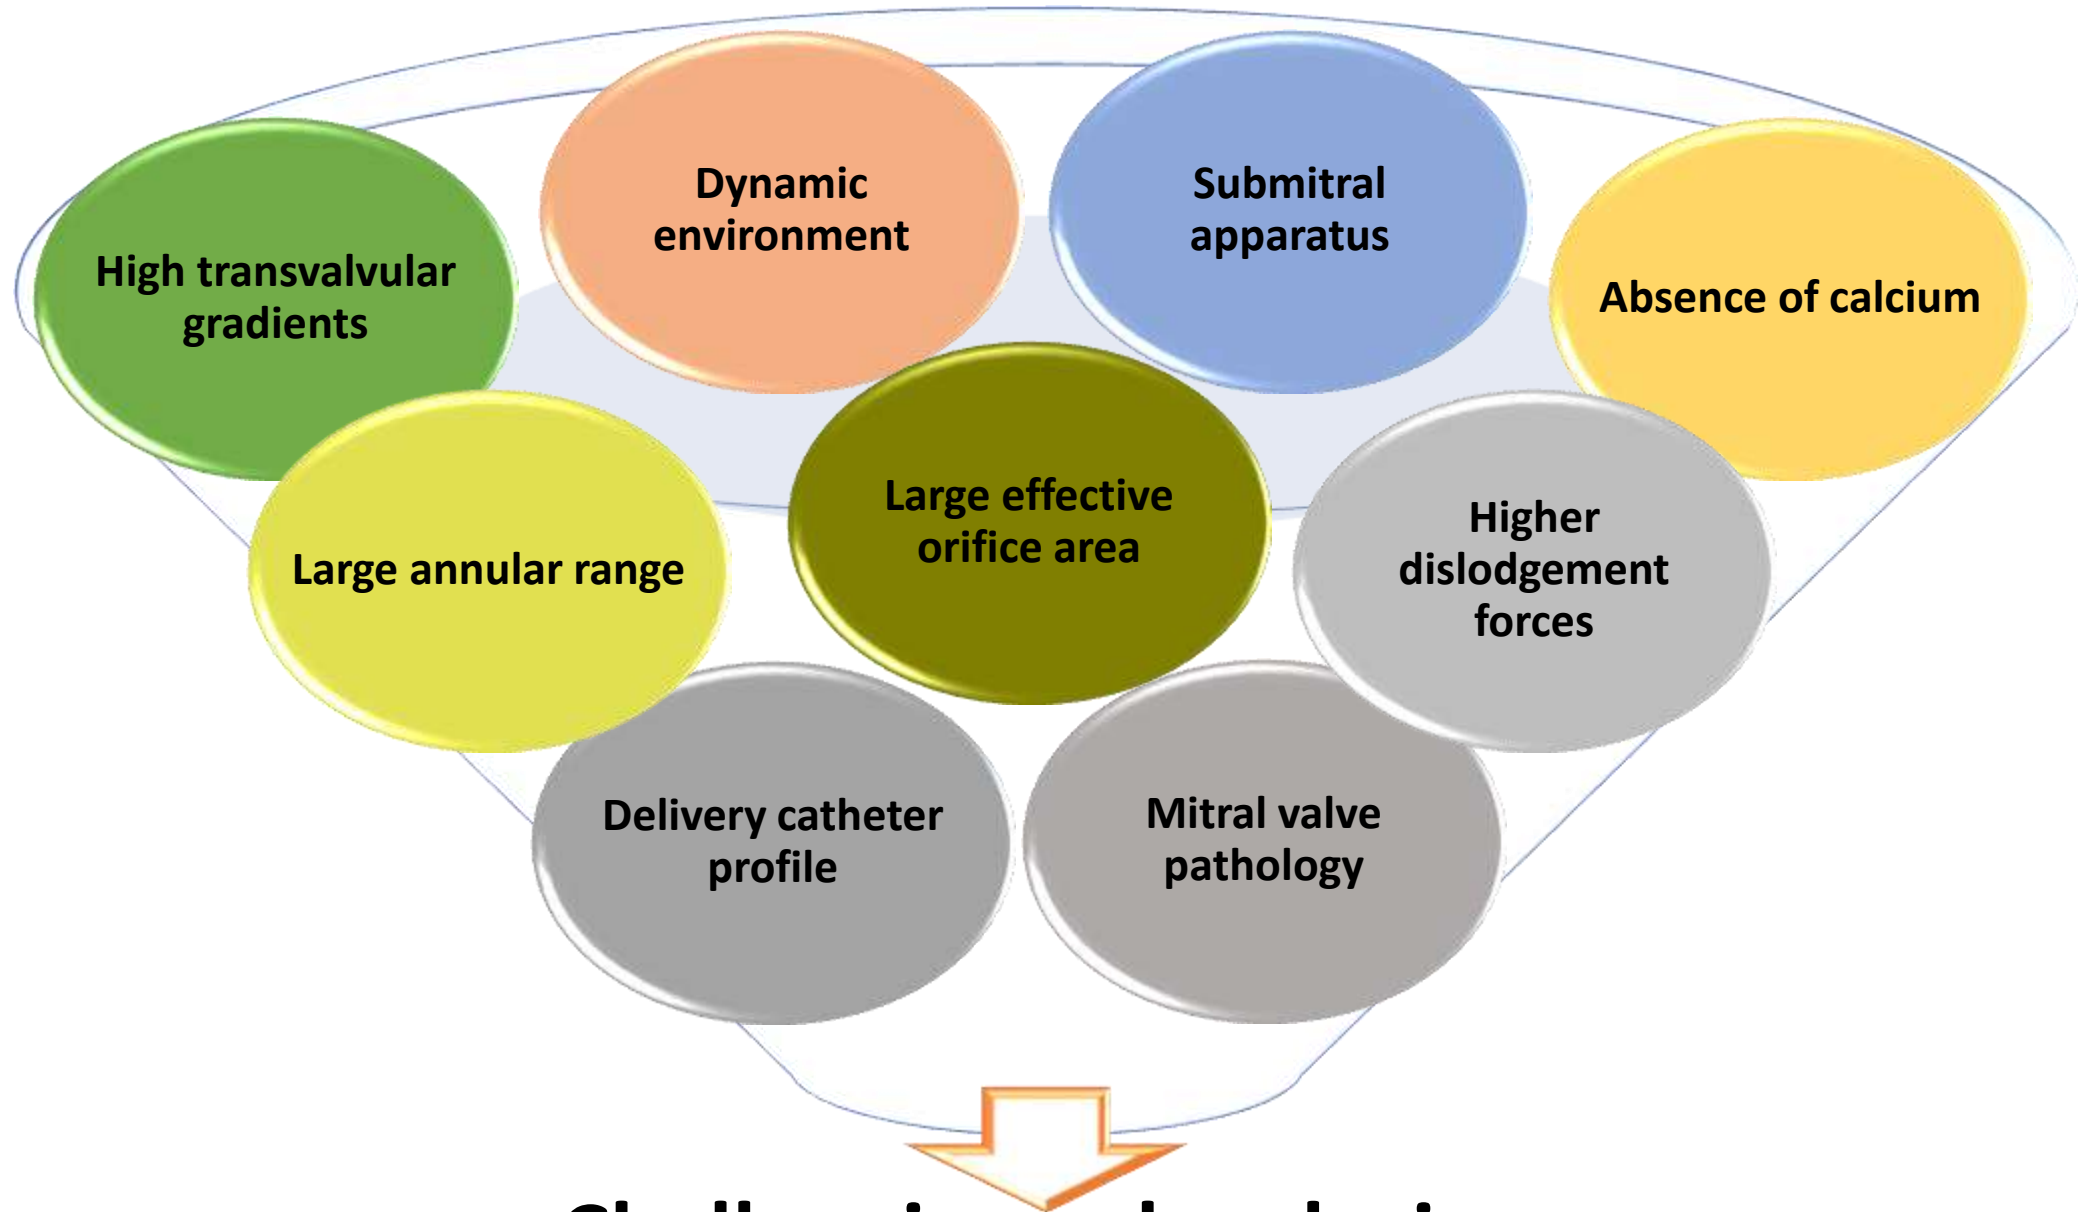 Dynamic
environment
Submitral
apparatus
High transvalvular
gradients
Absence of calcium
Large effective
orifice area
Large annular range
Higher
dislodgement
forces
Delivery catheter
profile
Mitral valve
pathology